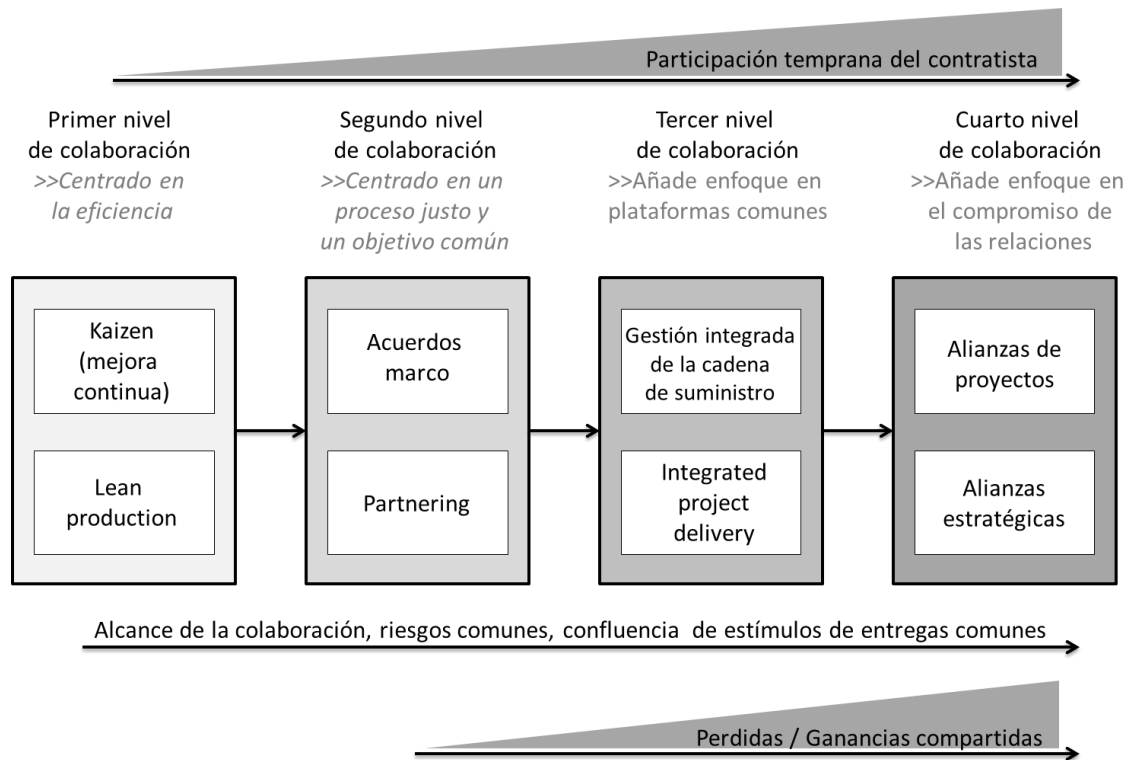 Participación temprana del contratista
Primer nivel
de colaboración
>>Centrado en
la eficiencia
Segundo nivel
de colaboración
>>Centrado en un
proceso justo y
un objetivo común
Tercer nivel
de colaboración
>>Añade enfoque en
plataformas comunes
Cuarto nivel
de colaboración
>>Añade enfoque en
el compromiso de
las relaciones
Kaizen
(mejora
continua)
Lean
production
Acuerdos
marco
Partnering
Gestión integrada
de la cadena
de suministro
Integrated
project
delivery
Alianzas de
proyectos
Alianzas
estratégicas
Alcance de la colaboración, riesgos comunes, confluencia de estímulos de entregas comunes
Perdidas / Ganancias compartidas